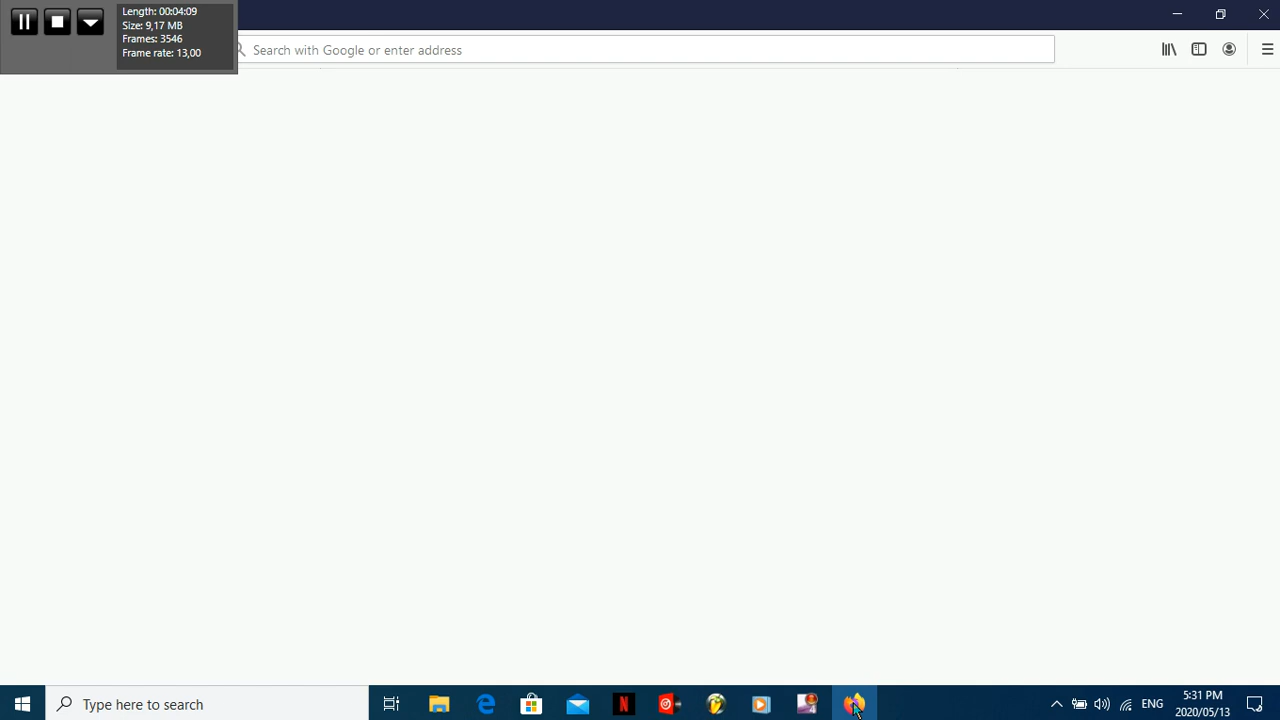 Length: 00:04:09
Size: 9,17 MB
Frames: 3546
Frame rate: 13,00
Search with Google or enter address
Type here to search
N
ENG
5:31 PM
2020/05/13